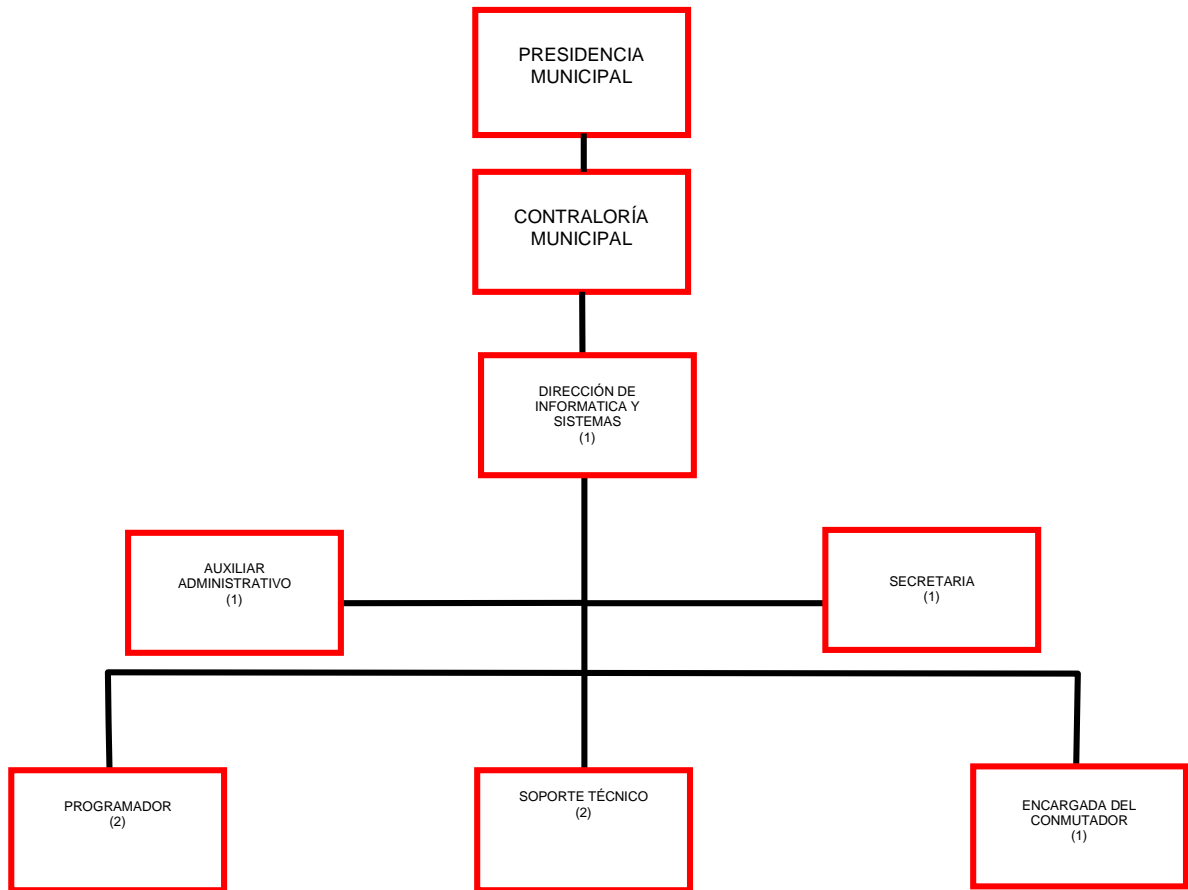 PRESIDENCIA
MUNICIPAL
CONTRALORÍA
MUNICIPAL
DIRECCIÓN DE
INFORMATICA Y
SISTEMAS
(1)
AUXILIAR
ADMINISTRATIVO
(1)
SECRETARIA
(1)
PROGRAMADOR
(2)
SOPORTE TÉCNICO
(2)
ENCARGADA DEL
CONMUTADOR
(1)